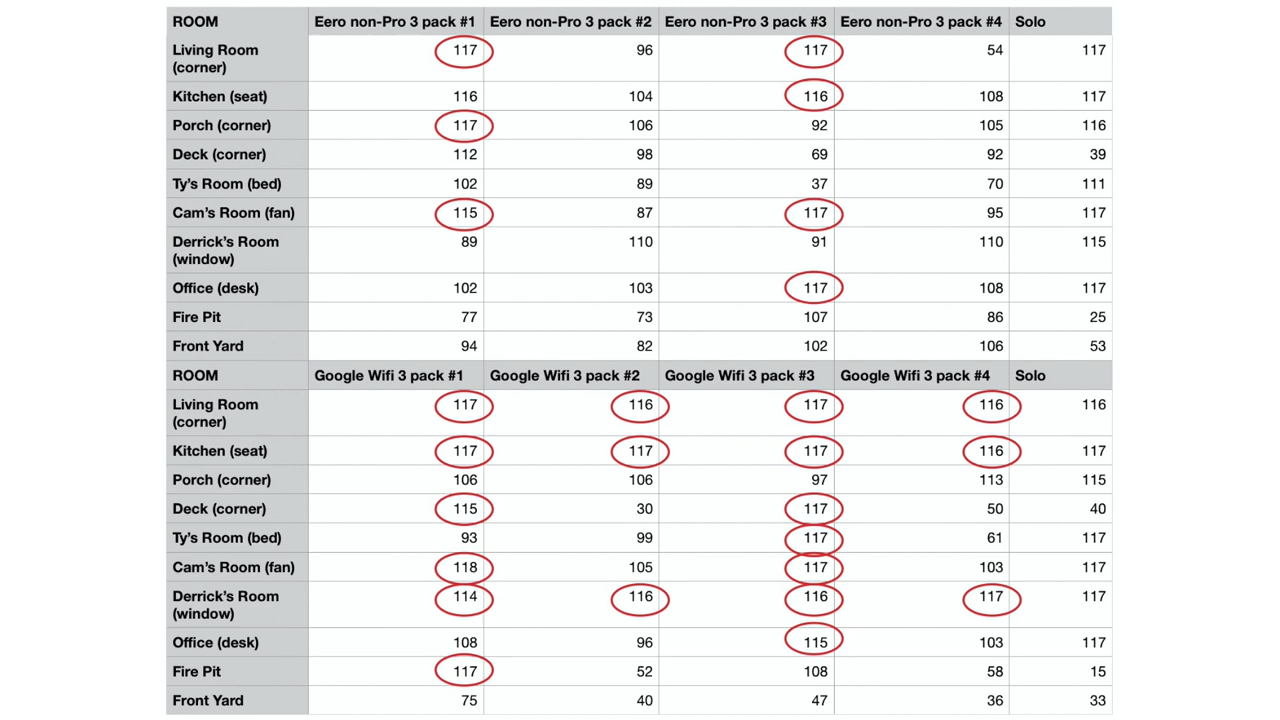 ROOM Eero non-Pro 3 pack #1 Eero non-Pro 3 pack #2 Eero non-Pro 3 pack #3 Eero non-Pro 3 pack #4 Solo
Living Room 117 96 117 54 117
(corner)
Kitchen (seat) 116 104 116 108 117
Porch (corner) 117 106 92 105 116
Deck (corner) 112 98 69 92 39
Ty’s Room (bed) 102 89 37 70 111
Cam’s Room (fan) 115 87 117 95 117
Derrick’s Room 89 110 91 110 115
(window)
Office (desk) 102 103 117 108 117
Fire Pit 77 73 107 86 25
Front Yard 94 82 102 106 53
ROOM Google Wifi 3 pack #1 Google Wifi 3 pack #2 Google Wifi 3 pack #3 Google Wifi 3 pack #4 Solo
Living Room 117 116 117 116 116
(corner)
Kitchen (seat) 117 117 117 116 117
Porch (corner) 106 106 97 113 115
Deck (corner) 115 30 117 50 40
Ty’s Room (bed) 93 99 117 61 117
Cam’s Room (fan) 118 105 117 103 117
Derrick’s Room 114 116 116 117 117
(window)
Office (desk) 108 96 115 103 117
Fire Pit 117 52 108 58 15
Front Yard 75 40 47 36 33